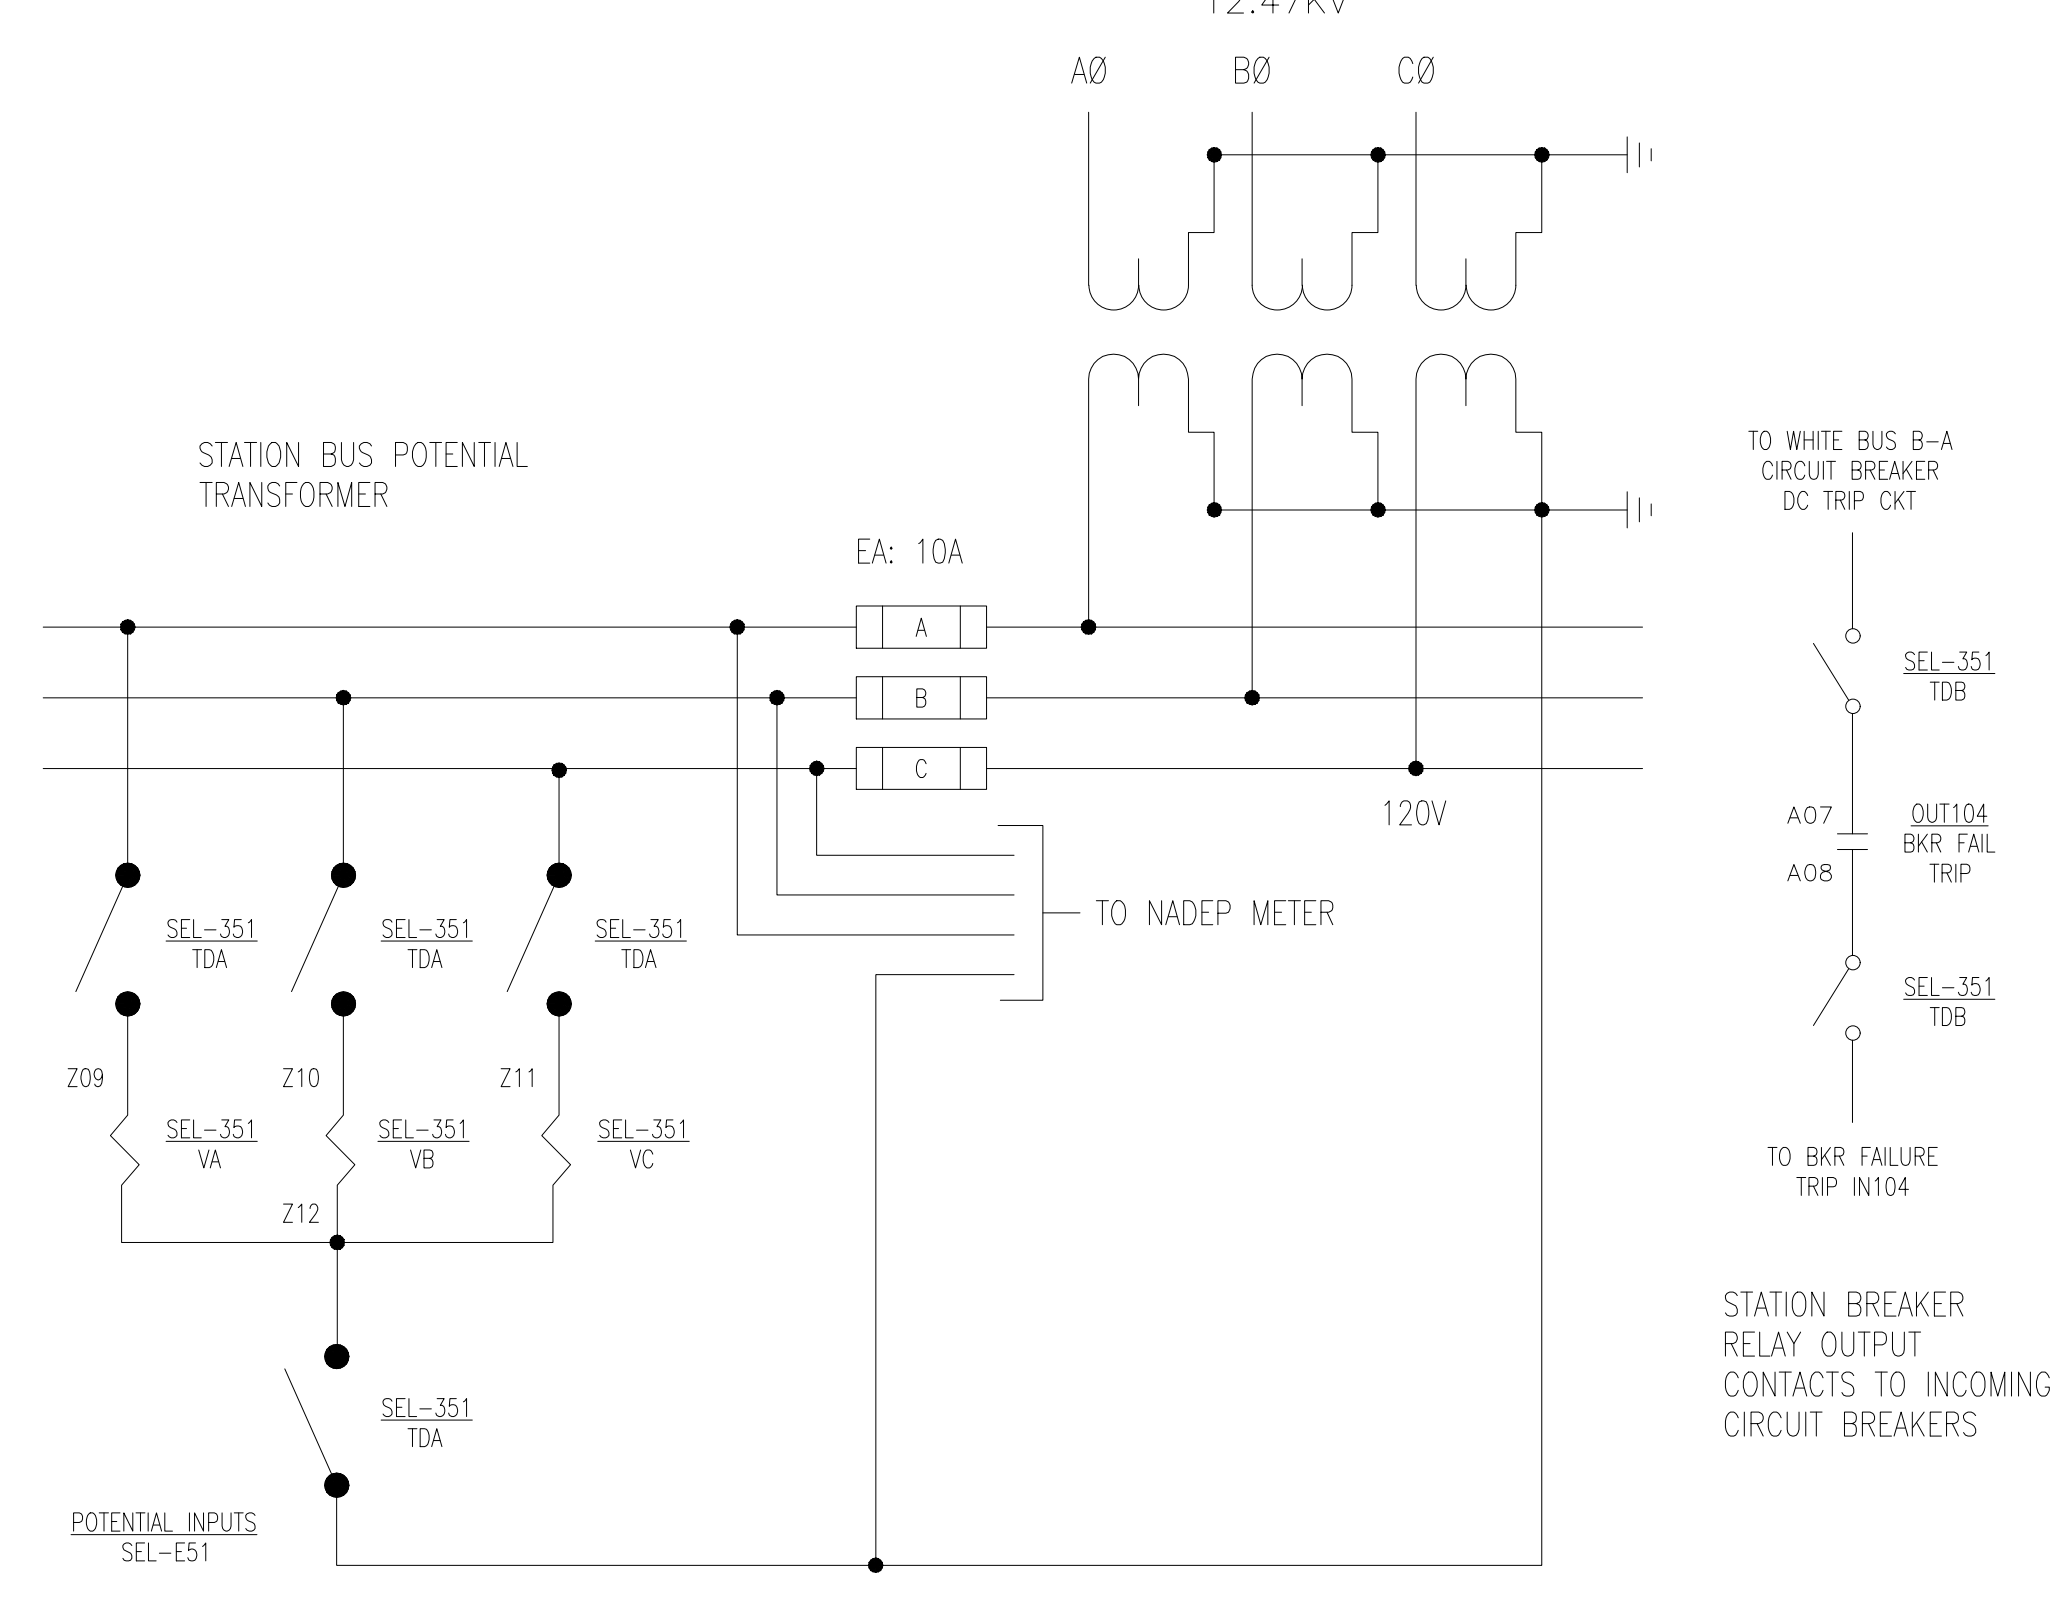 12.47KV
AØ BØ CØ
STATION BUS POTENTIAL
TRANSFORMER
TO WHITE BUS B-A
CIRCUIT BREAKER
DC TRIP CKT
EA: 10A
A
B
C
120V
SEL-351
TDB
A07
A08
OUT104
BKR FAIL
TRIP
TO NADEP METER
SEL-351
TDA
SEL-351
TDA
SEL-351
TDA
SEL-351
TDB
Z09
Z10
Z11
SEL-351
VA
SEL-351
VB
SEL-351
VC
Z12
TO BKR FAILURE
TRIP IN104
STATION BREAKER
RELAY OUTPUT
CONTACTS TO INCOMING
CIRCUIT BREAKERS
SEL-351
TDA
POTENTIAL INPUTS
SEL-E51